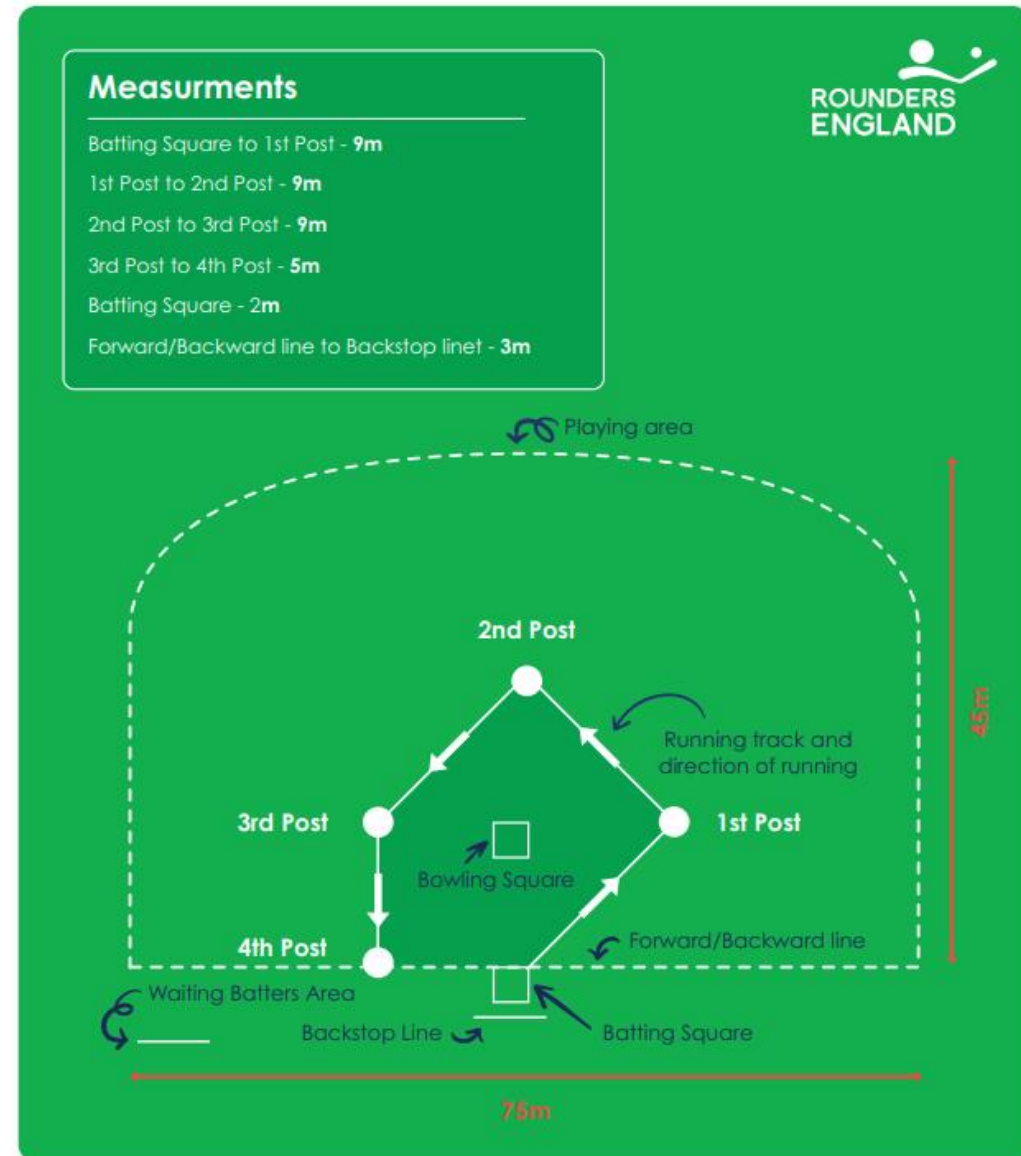 Measurments
ROUNDERS
ENGLAND
Batting Square to 1st Post - 9m
1st Post to 2nd Post - 9m
2nd Post to 3rd Post - 9m
3rd Post to 4th Post - 5m
Batting Square - 2m
Forward/Backward line to Backstop linet - 3m
Playing area
2nd Post
45m
Running track and
direction of running
3rd Post
1st Post
Bowling Square
4th Post
Forward/Backward line
Waiting Batters Area
Backstop Line
Batting Square
75m